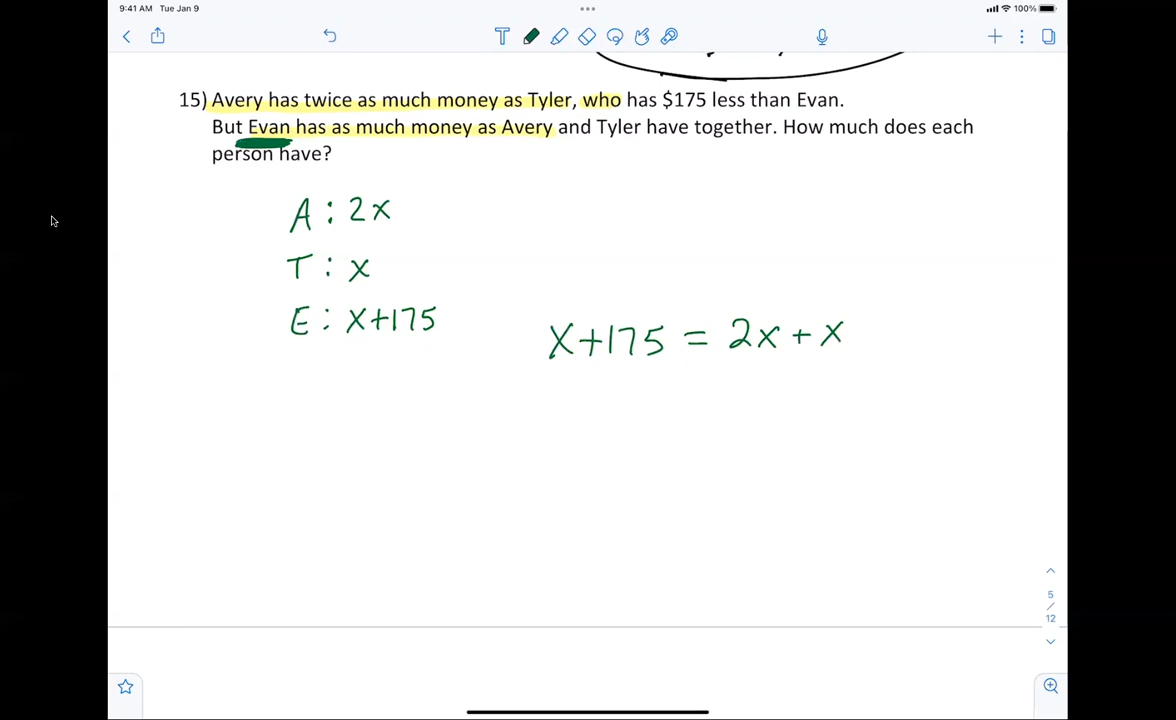 9:41 AM Tue Jan 9
100%
15) Avery has twice as much money as Tyler, who has $175 less than Evan.
But Evan has as much money as Avery and Tyler have together. How much does each
person have?
A : 2x
T : x
E : x+175
x+175 = 2x + x
5
/
12